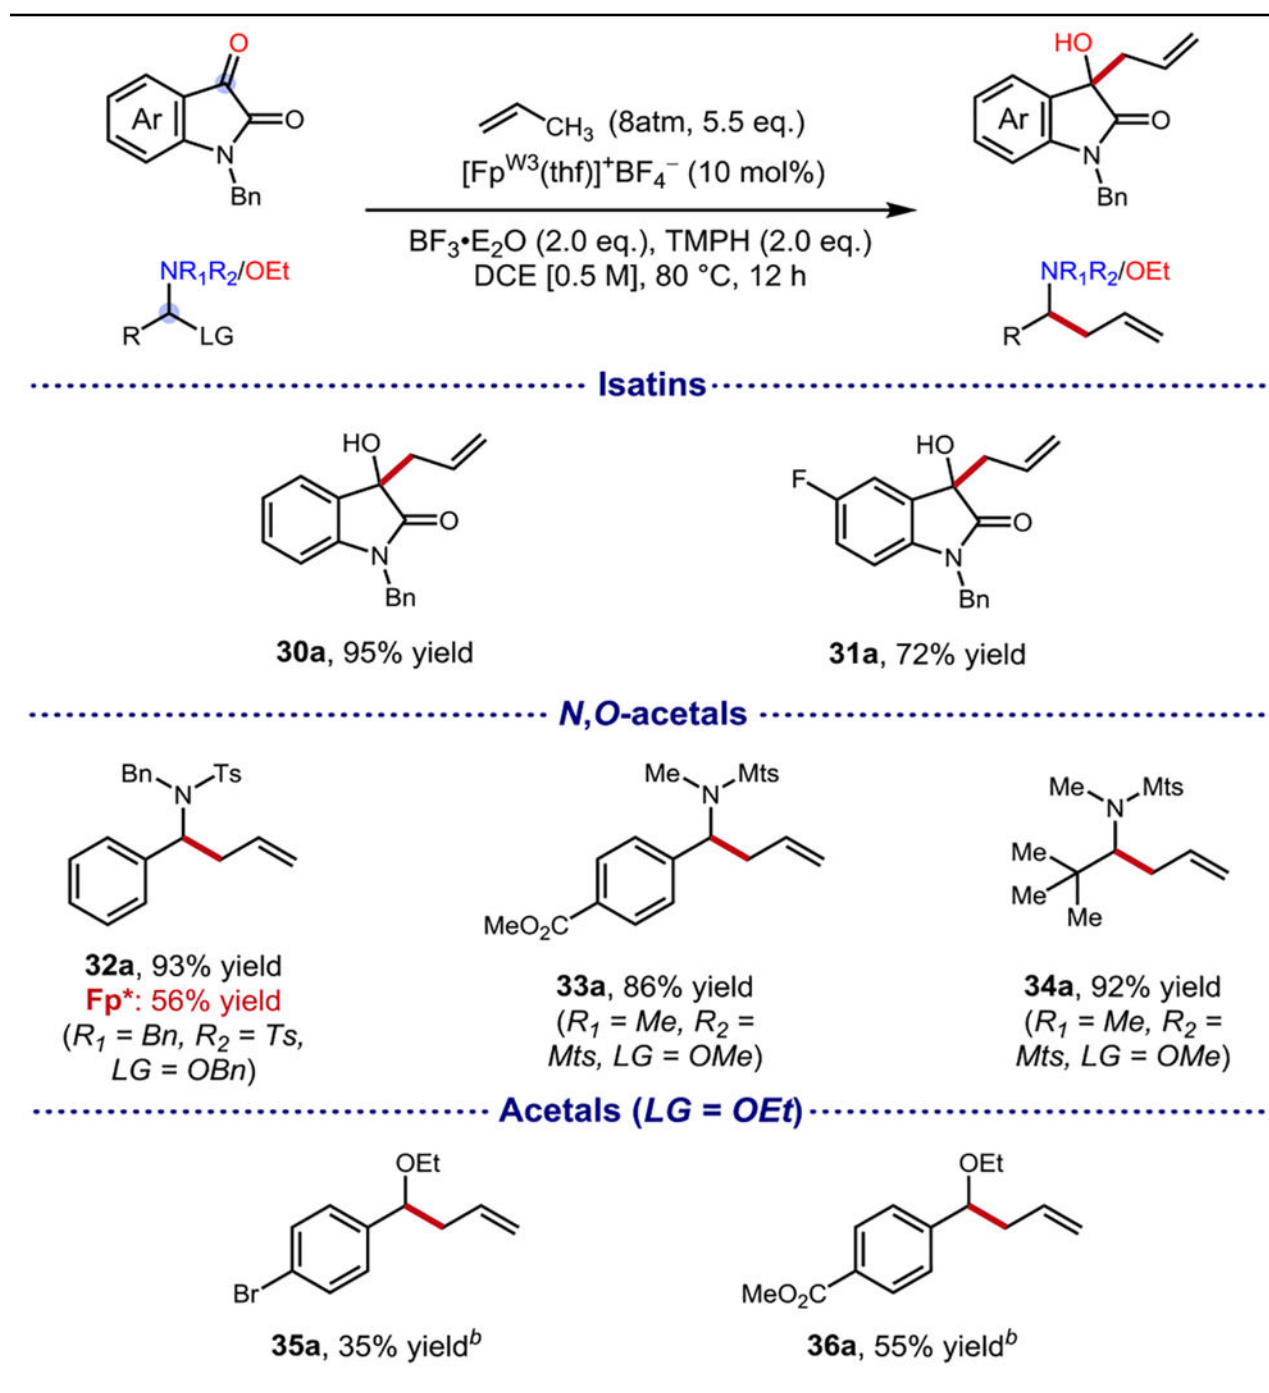 O
Ar
O
N
Bn
CH3 (8atm, 5.5 eq.)
[Fp^W3(thf)]^+BF4^− (10 mol%)
BF3•E2O (2.0 eq.), TMPH (2.0 eq.)
DCE [0.5 M], 80 °C, 12 h
HO
Ar
O
N
Bn
NR1R2/OEt
R
LG
NR1R2/OEt
R
Isatins
HO
O
N
Bn
30a, 95% yield
HO
F
O
N
Bn
31a, 72% yield
N,O-acetals
Bn
Ts
N
32a, 93% yield
Fp*: 56% yield
(R1 = Bn, R2 = Ts,
LG = OBn)
Me
Mts
N
MeO2C
33a, 86% yield
(R1 = Me, R2 =
Mts, LG = OMe)
Me
Mts
N
Me
Me
Me
34a, 92% yield
(R1 = Me, R2 =
Mts, LG = OMe)
Acetals (LG = OEt)
OEt
Br
35a, 35% yield^b
OEt
MeO2C
36a, 55% yield^b